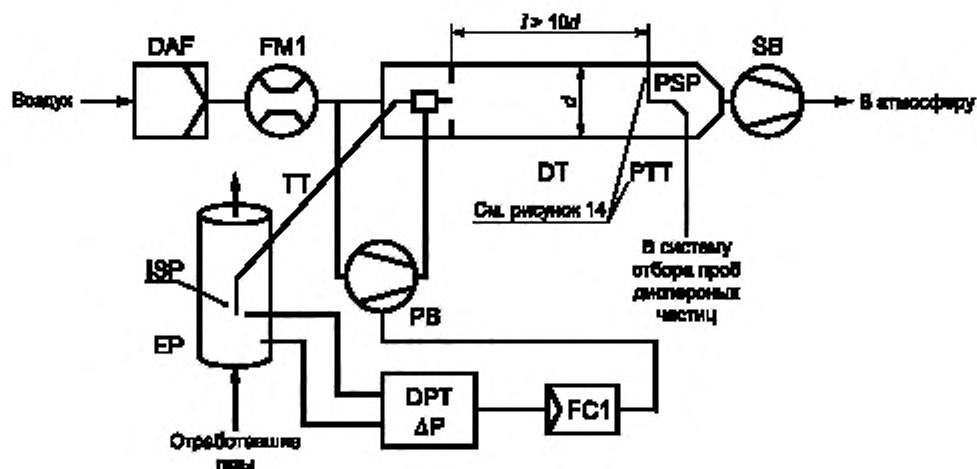 l > 10d
DAF
FM1
SB
Воздух
PSP
d
В атмосферу
TT
DT
PTT
См. рисунок 14
ISP
В систему
отбора проб
дисперсных
частиц
PB
EP
DPT
ΔP
FC1
Отработавшие
газы